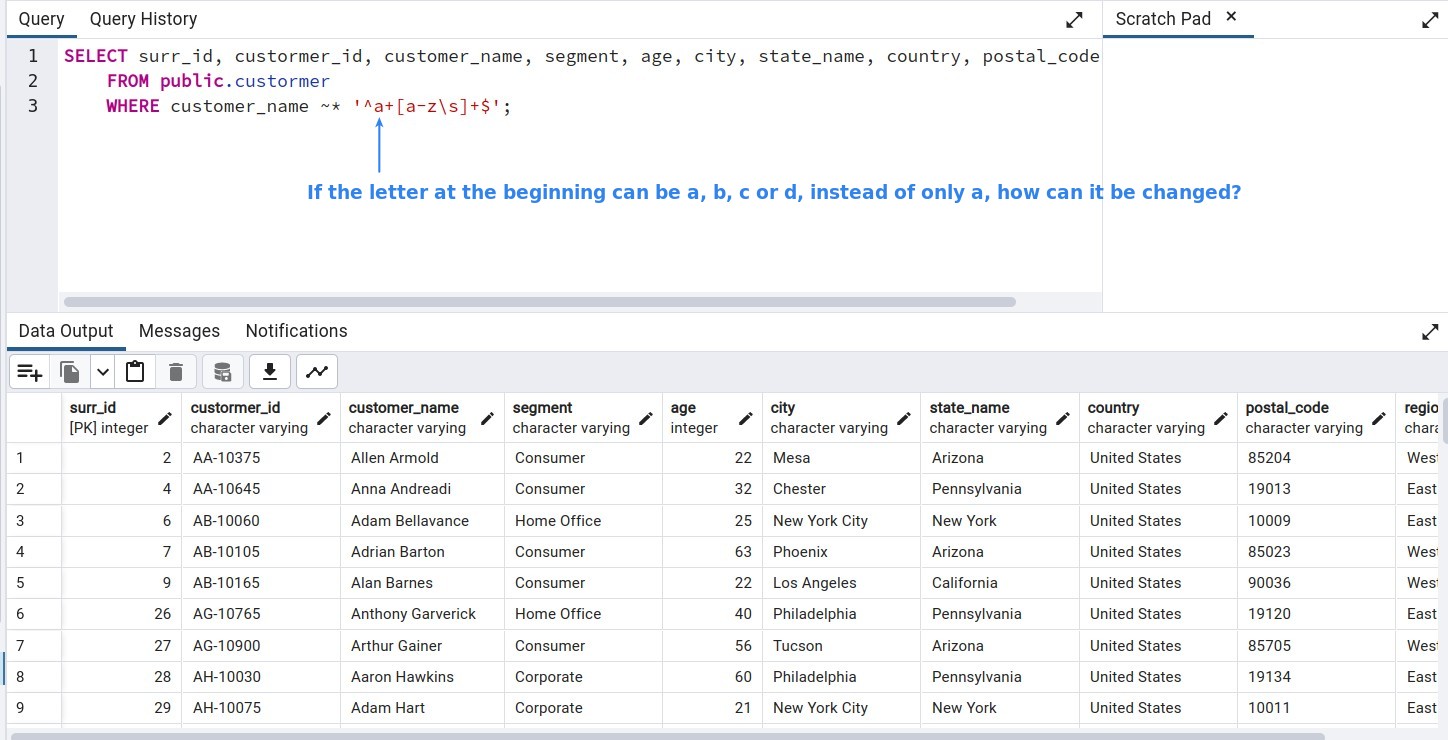 Query Query History Scratch Pad ×
1 SELECT surr_id, custormer_id, customer_name, segment, age, city, state_name, country, postal_code
2 FROM public.custormer
3 WHERE customer_name ~* '^a+[a-z\s]+$';
If the letter at the beginning can be a, b, c or d, instead of only a, how can it be changed?
Data Output Messages Notifications
surr_id custormer_id customer_name segment age city state_name country postal_code regio
[PK] integer character varying character varying character varying integer character varying character varying character varying character varying chara
1 2 AA-10375 Allen Armold Consumer 22 Mesa Arizona United States 85204 West
2 4 AA-10645 Anna Andreadi Consumer 32 Chester Pennsylvania United States 19013 East
3 6 AB-10060 Adam Bellavance Home Office 25 New York City New York United States 10009 East
4 7 AB-10105 Adrian Barton Consumer 63 Phoenix Arizona United States 85023 West
5 9 AB-10165 Alan Barnes Consumer 22 Los Angeles California United States 90036 West
6 26 AG-10765 Anthony Garverick Home Office 40 Philadelphia Pennsylvania United States 19120 East
7 27 AG-10900 Arthur Gainer Consumer 56 Tucson Arizona United States 85705 West
8 28 AH-10030 Aaron Hawkins Corporate 60 Philadelphia Pennsylvania United States 19134 East
9 29 AH-10075 Adam Hart Corporate 21 New York City New York United States 10011 East